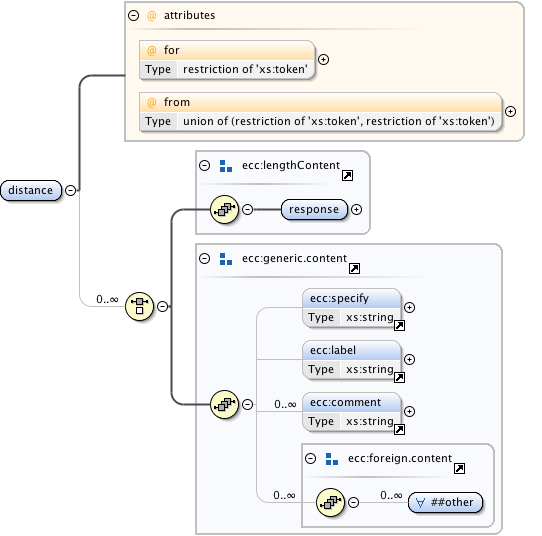 @ attributes
@ for
Type restriction of 'xs:token'
@ from
Type union of (restriction of 'xs:token', restriction of 'xs:token')
distance
ecc:lengthContent
response
ecc:generic.content
0..∞
ecc:specify
Type xs:string
ecc:label
Type xs:string
0..∞ ecc:comment
Type xs:string
ecc:foreign.content
0..∞ 0..∞ ∀ ##other